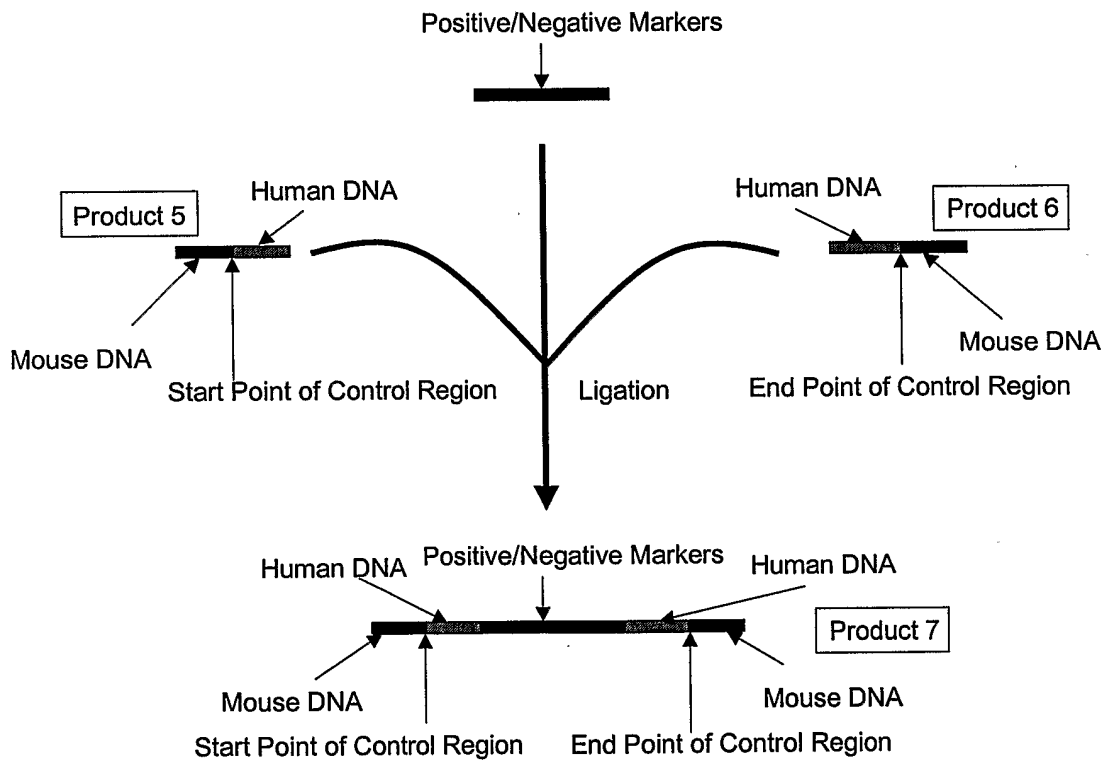 Positive/Negative Markers
Human DNA
Product 5
Mouse DNA
Start Point of Control Region
Human DNA
Product 6
Mouse DNA
End Point of Control Region
Ligation
Positive/Negative Markers
Human DNA
Human DNA
Product 7
Mouse DNA
Mouse DNA
Start Point of Control Region
End Point of Control Region